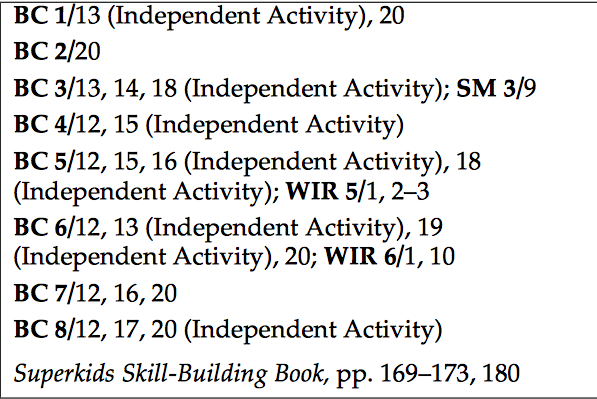 BC 1/13 (Independent Activity), 20
BC 2/20
BC 3/13, 14, 18 (Independent Activity); SM 3/9
BC 4/12, 15 (Independent Activity)
BC 5/12, 15, 16 (Independent Activity), 18
(Independent Activity); WIR 5/1, 2–3
BC 6/12, 13 (Independent Activity), 19
(Independent Activity), 20; WIR 6/1, 10
BC 7/12, 16, 20
BC 8/12, 17, 20 (Independent Activity)
Superkids Skill-Building Book, pp. 169–173, 180